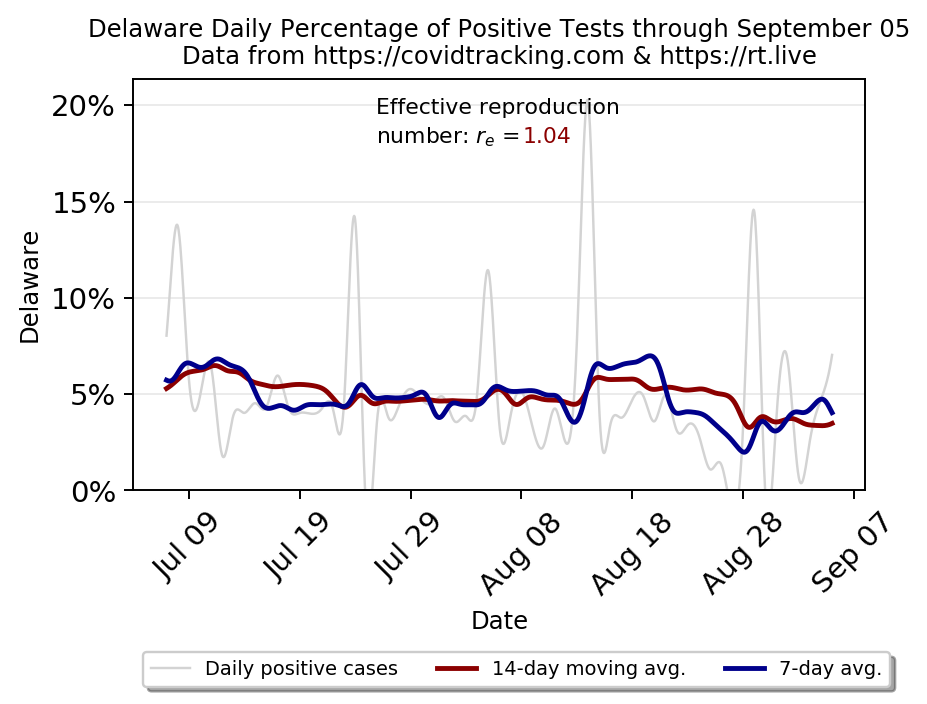 Delaware Daily Percentage of Positive Tests through September 05
Data from https://covidtracking.com & https://rt.live
Effective reproduction
number: rₑ =1.04
20%
15%
10%
5%
0%
Delaware
Jul 09
Jul 19
Jul 29
Aug 08
Aug 18
Aug 28
Sep 07
Date
Daily positive cases
14-day moving avg.
7-day avg.